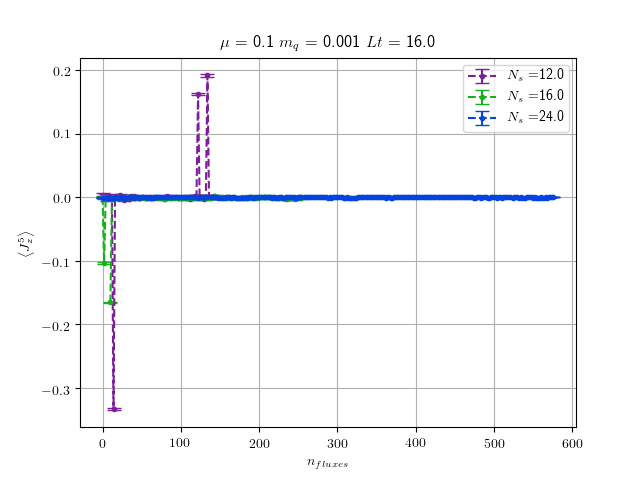 μ = 0.1 m_q = 0.001 Lt = 16.0
N_s =12.0
N_s =16.0
N_s =24.0
⟨J_z^5⟩
0.2
0.1
0.0
−0.1
−0.2
−0.3
0 100 200 300 400 500 600
n_{fluxes}